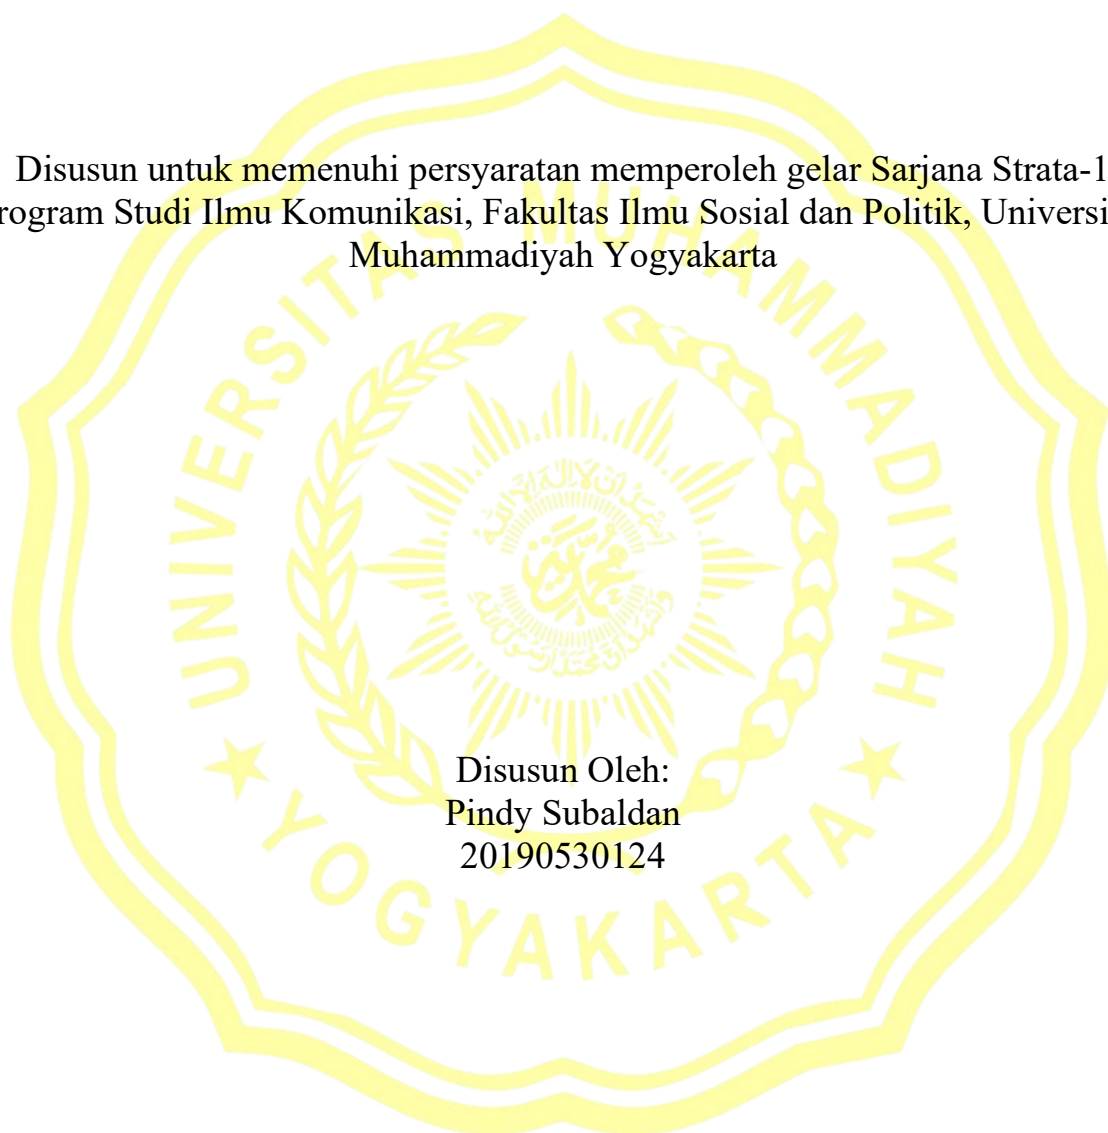 Disusun untuk memenuhi persyaratan memperoleh gelar Sarjana Strata-1
rogram Studi Ilmu Komunikasi, Fakultas Ilmu Sosial dan Politik, Universi
Muhammadiyah Yogyakarta
UNIVERSITAS MUHAMMADIYAH
Disusun Oleh:
Pindy Subaldan
20190530124
★ YOGYAKARTA ★